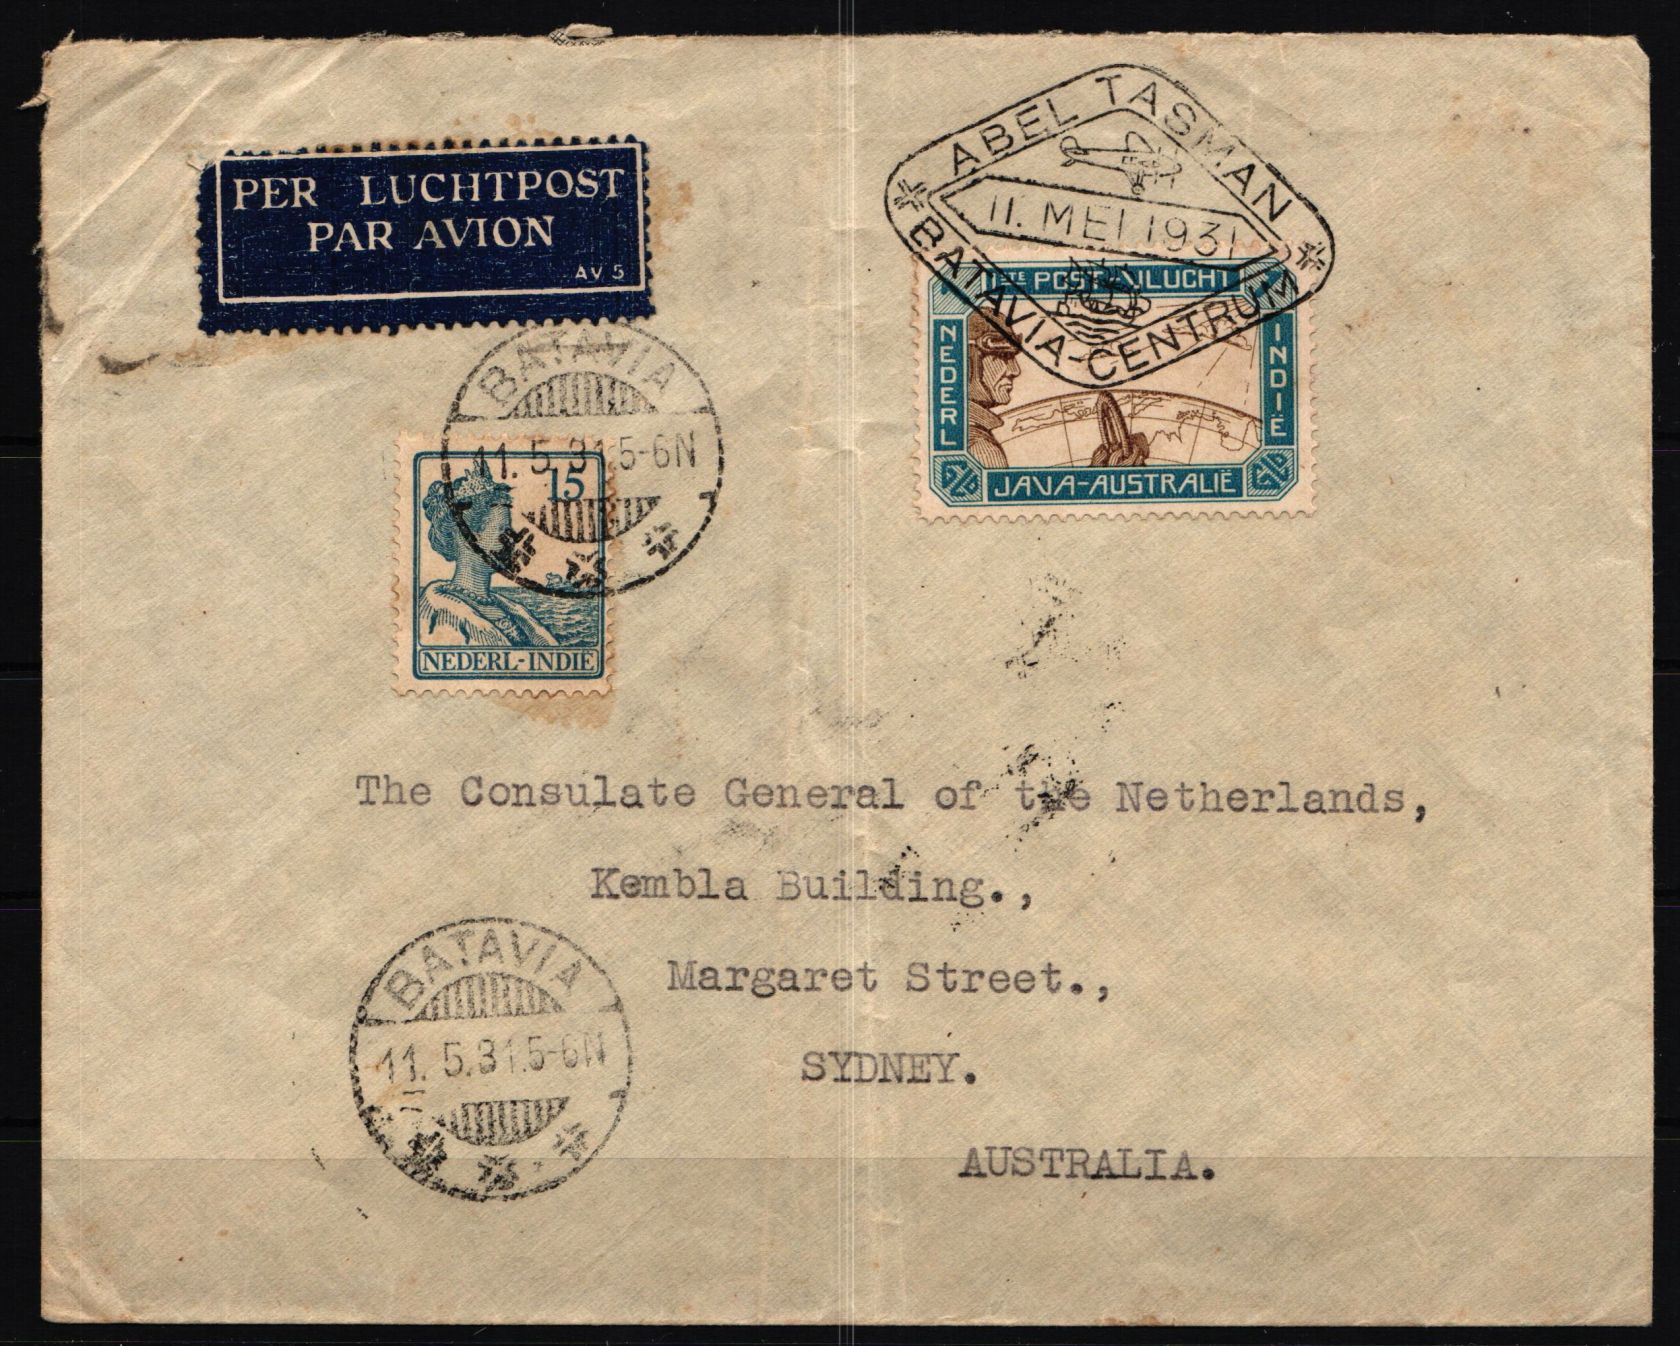 PER LUCHTPOST
PAR AVION
AV 5
ABEL TASMAN
11. MEI 1931
BATAVIA-CENTRUM
1STE POSTVLUCHT
NEDERL
INDIË
JAVA-AUSTRALIË
BATAVIA
11. 5.31.5-6N
15
NEDERL-INDIË
The Consulate General of the Netherlands,
Kembla Building.,
Margaret Street.,
SYDNEY.
AUSTRALIA.
BATAVIA
11. 5.31.5-6N